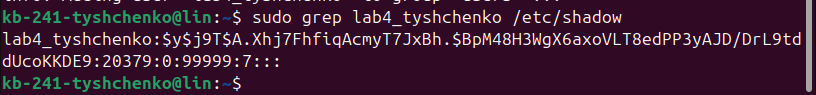 kb-241-tyshchenko@lin:~$ sudo grep lab4_tyshchenko /etc/shadow
lab4_tyshchenko:$y$j9T$A.Xhj7FhfiqAcmyT7JxBh.$BpM48H3WgX6axoVLT8edPP3yAJD/DrL9td
dUcoKKDE9:20379:0:99999:7:::
kb-241-tyshchenko@lin:~$